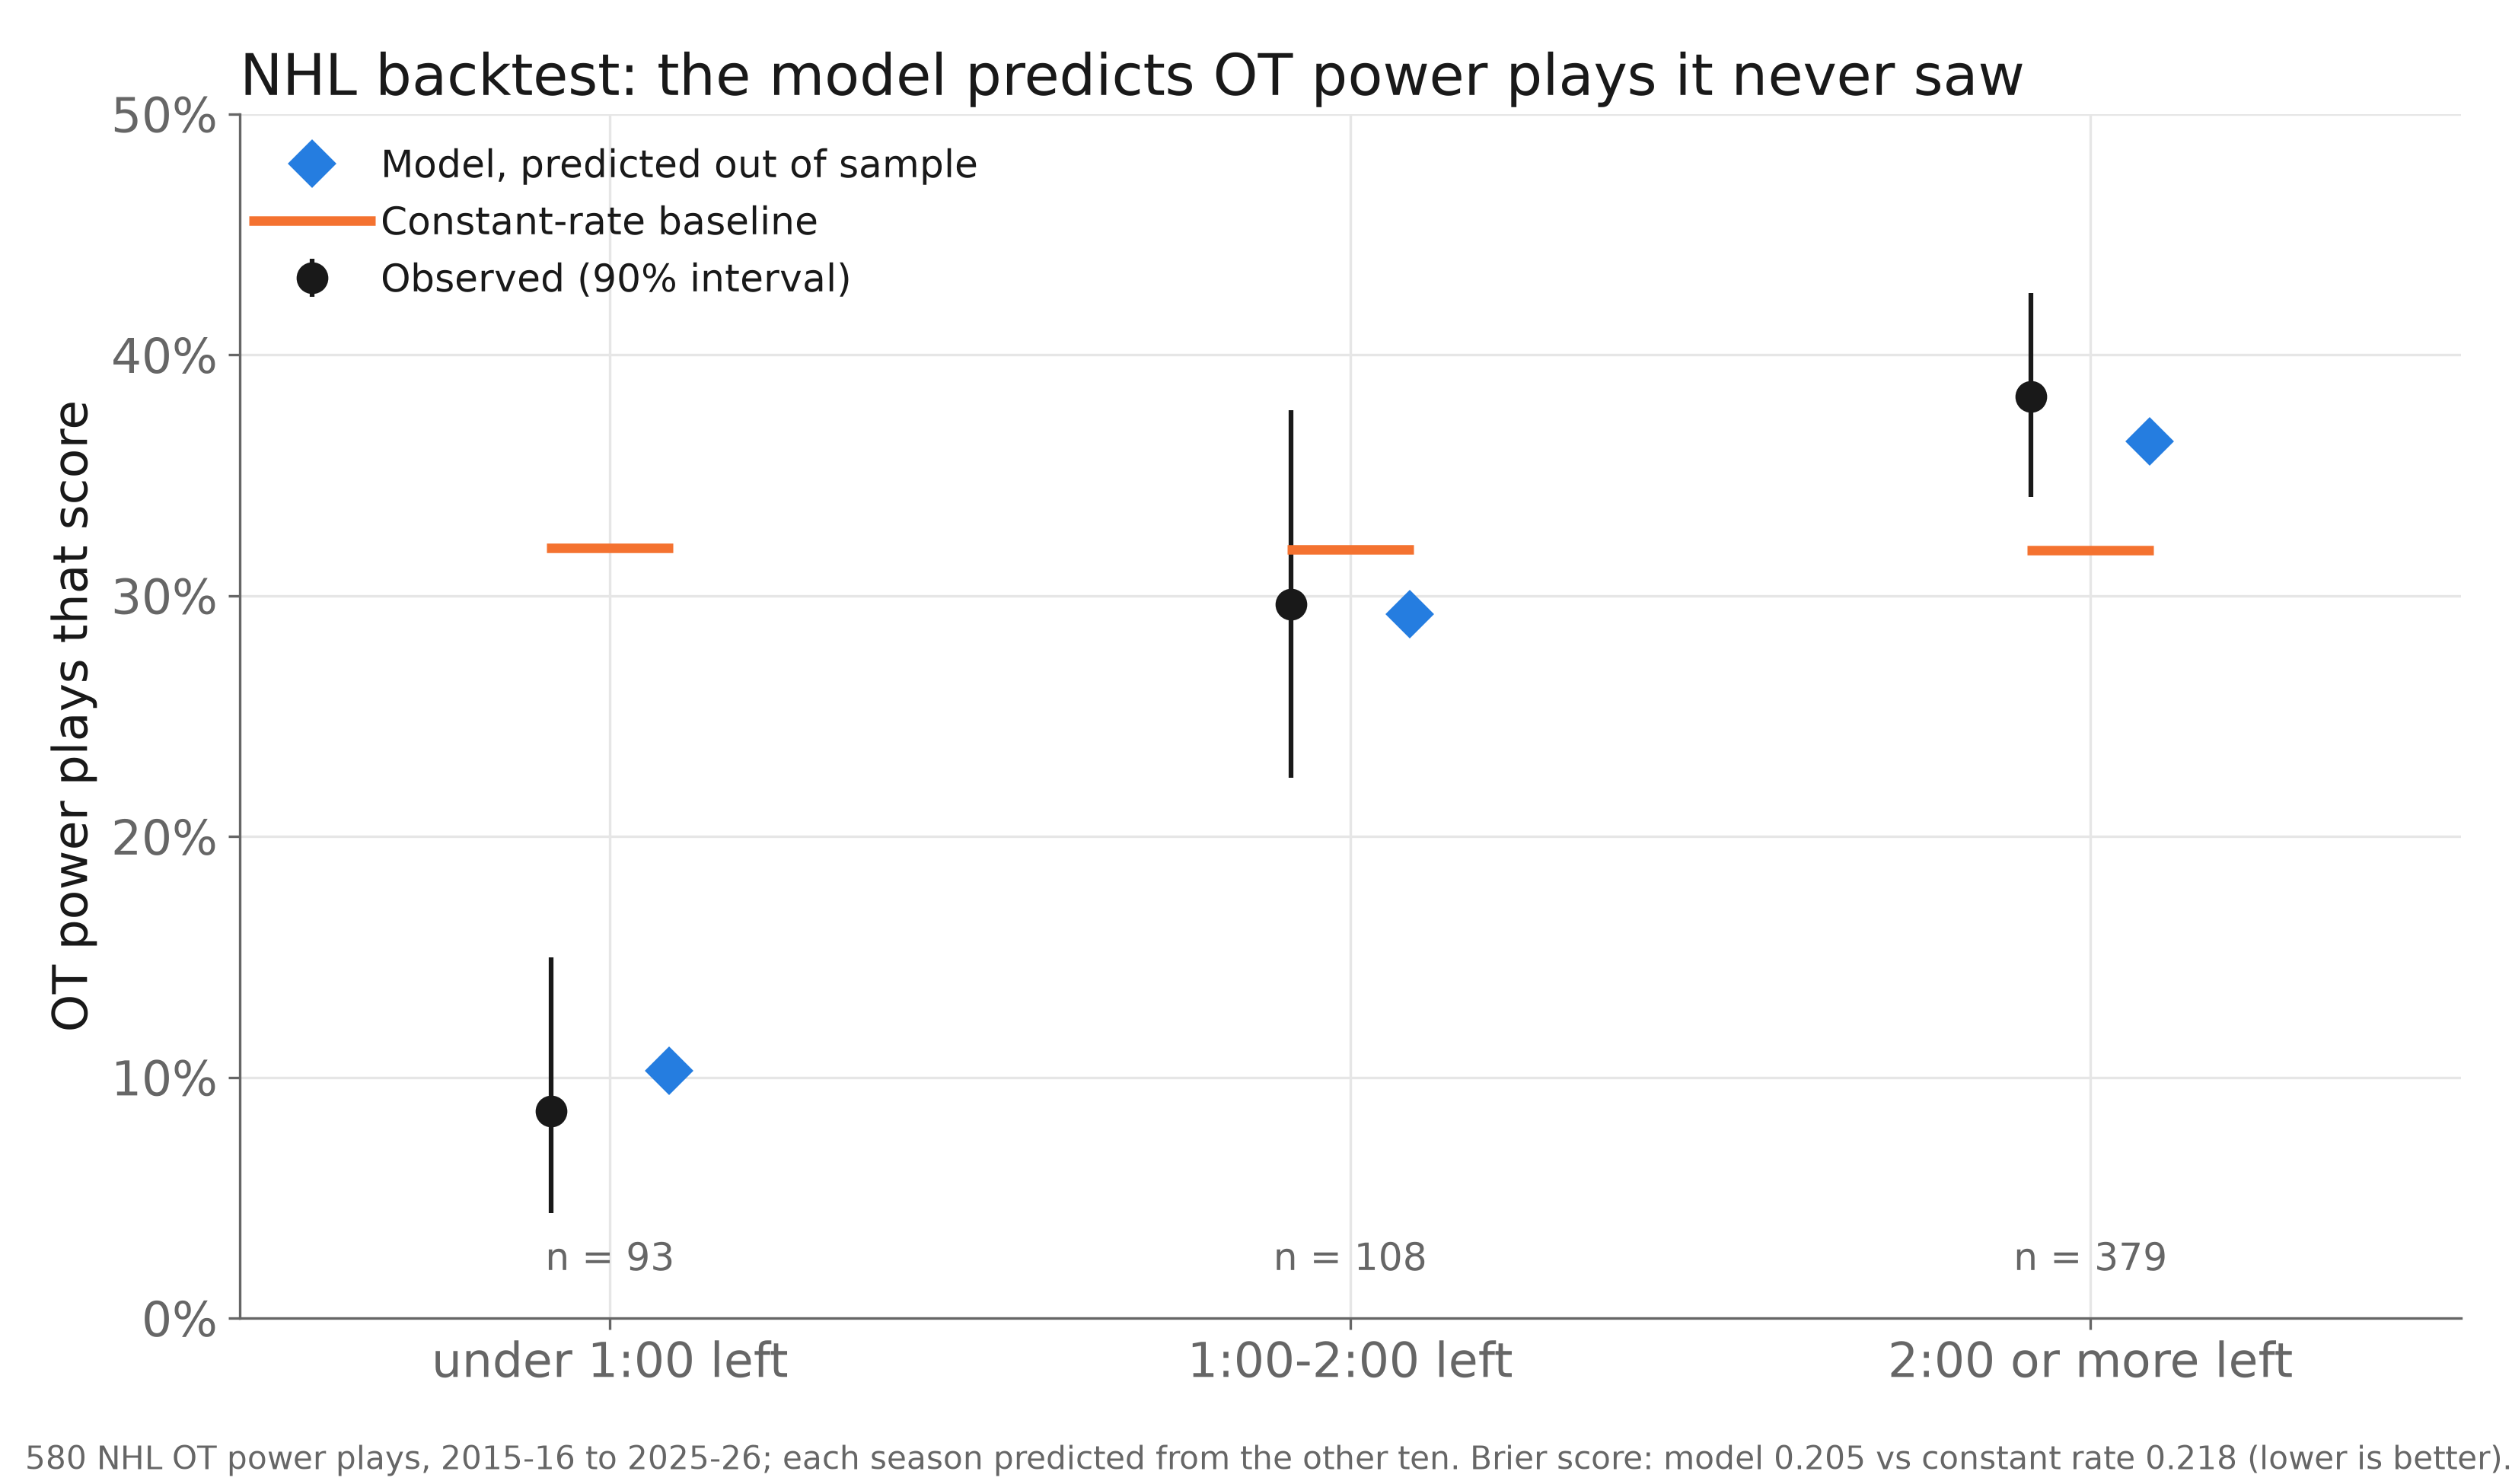 NHL backtest: the model predicts OT power plays it never saw
50%
40%
30%
20%
10%
0%
OT power plays that score
Model, predicted out of sample
Constant-rate baseline
Observed (90% interval)
n = 93
n = 108
n = 379
under 1:00 left
1:00-2:00 left
2:00 or more left
580 NHL OT power plays, 2015-16 to 2025-26; each season predicted from the other ten. Brier score: model 0.205 vs constant rate 0.218 (lower is better).